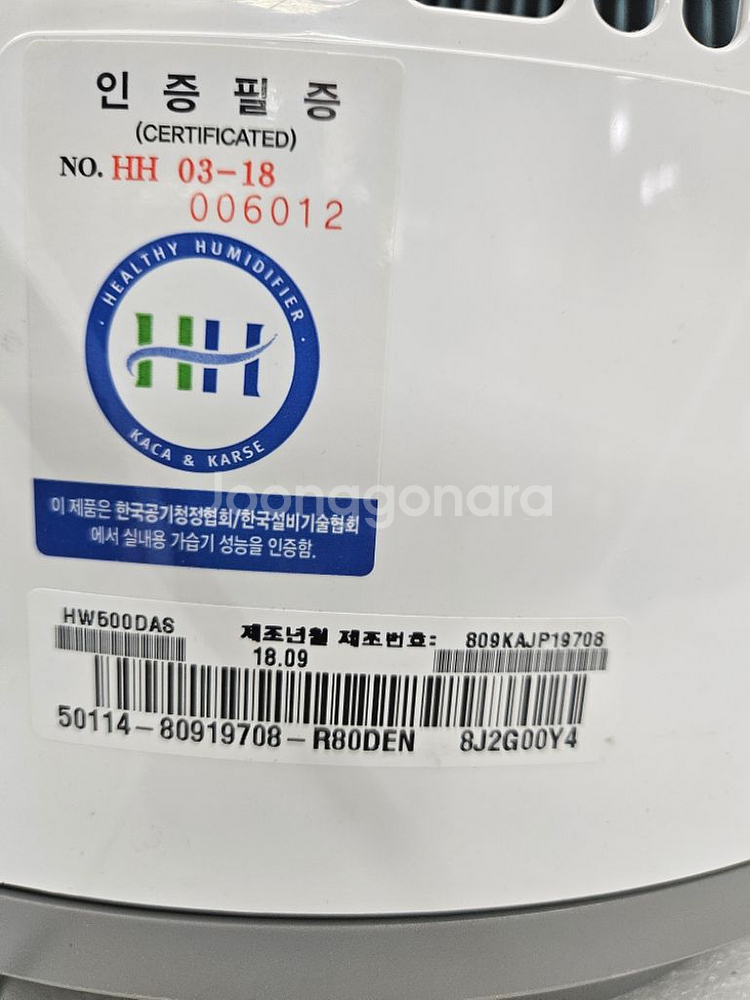 인증필증
(CERTIFICATED)
NO. HH 03-18
006012
· HEALTHY HUMIDIFIER ·
HH
KACA & KARSE
Joonggonara
이 제품은 한국공기청정협회/한국설비기술협회
에서 실내용 가습기 성능을 인증함.
HW500DAS 제조년월 제조번호: 809KAJP19708
18.09
50114-80919708-R80DEN 8J2G00Y4